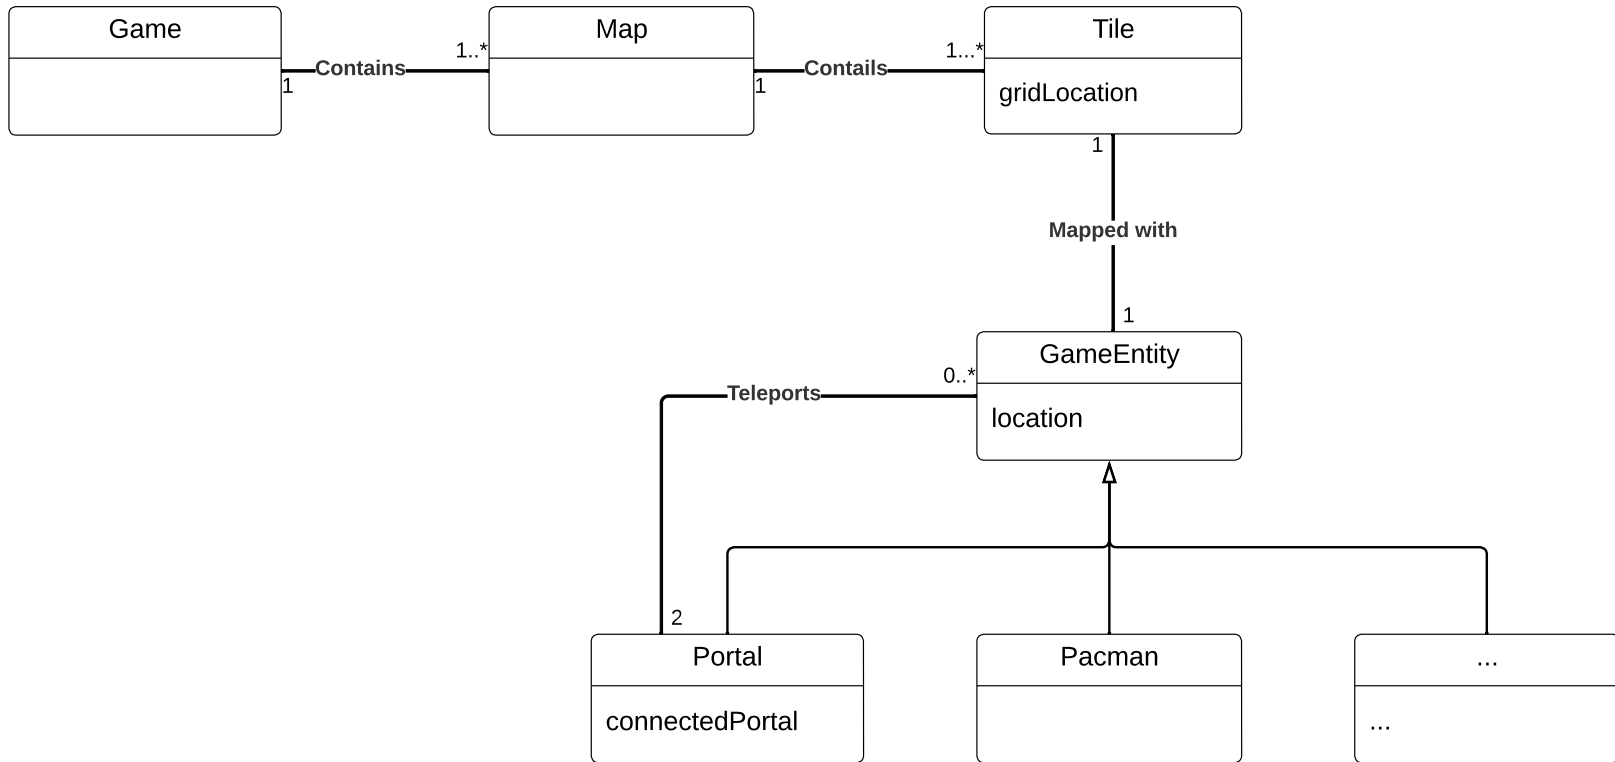 Game
Map
Tile
1..*
1...*
Contains
Contails
1
1
gridLocation
1
Mapped with
1
GameEntity
0..*
Teleports
location
2
Portal
Pacman
...
connectedPortal
...